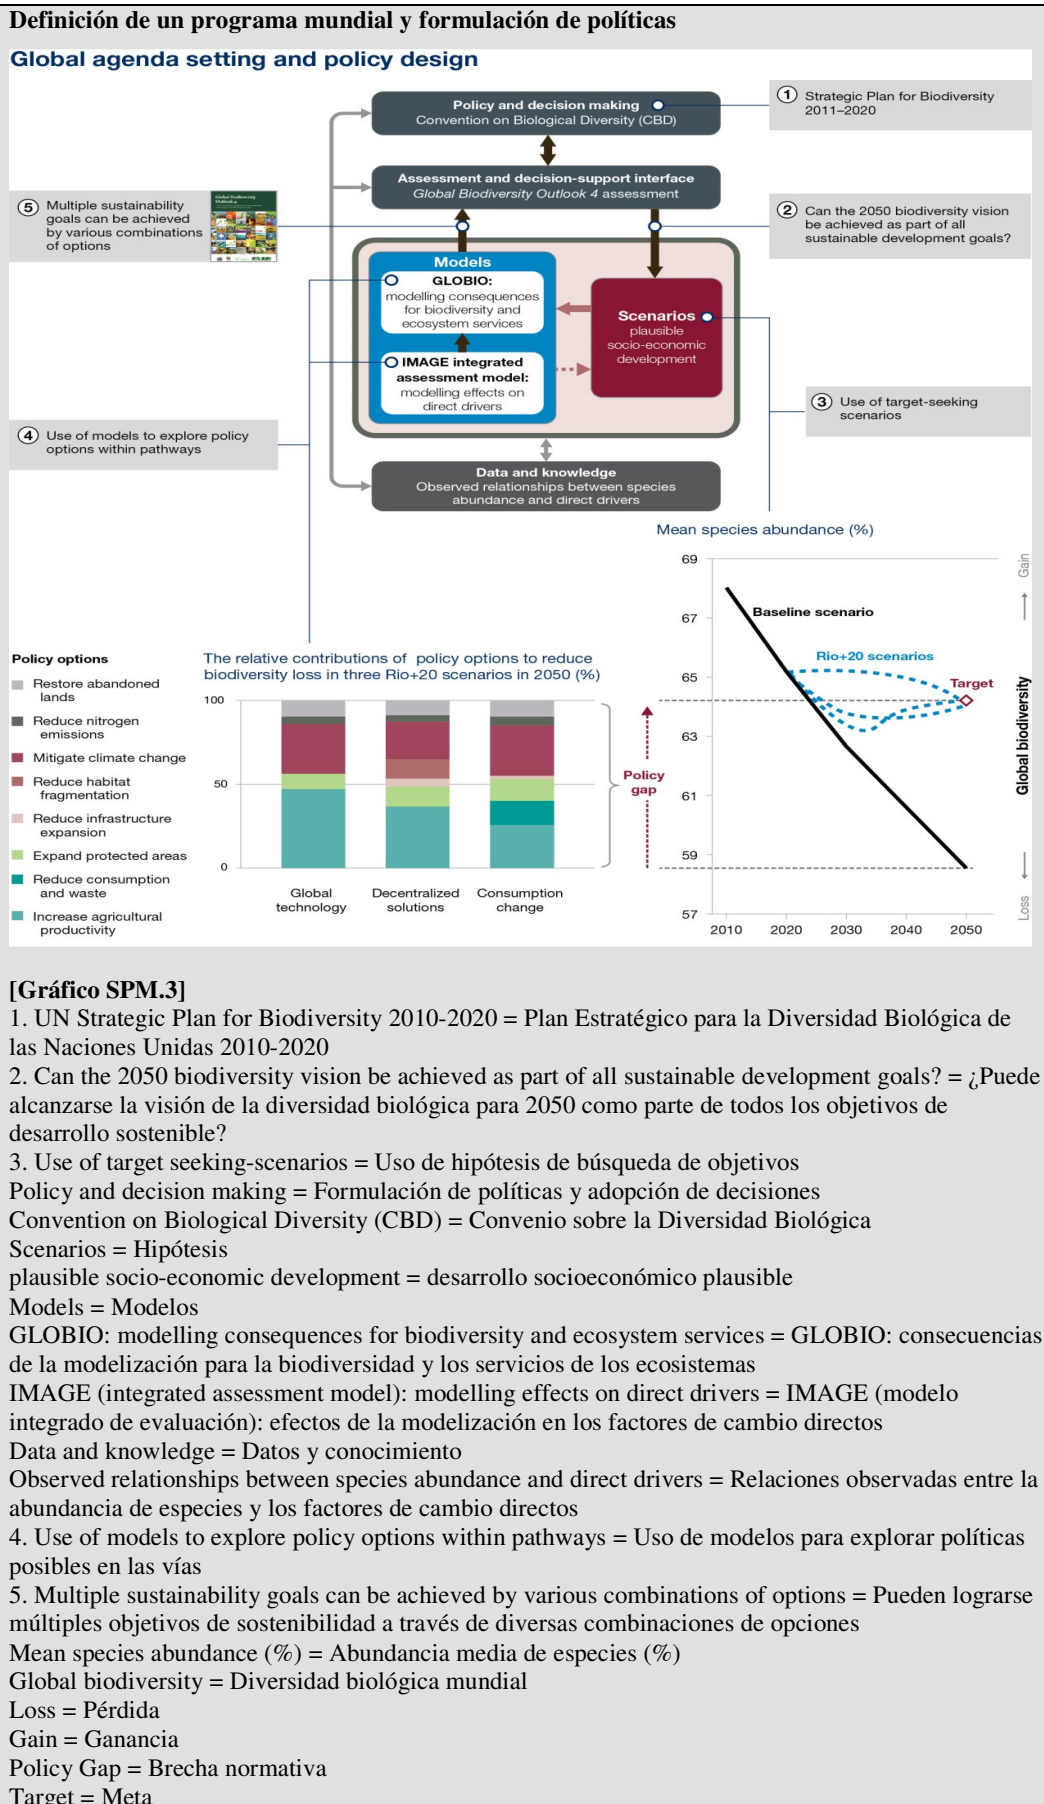 Definición de un programa mundial y formulación de políticas
Global agenda setting and policy design
Policy and decision making
Convention on Biological Diversity (CBD)
1 Strategic Plan for Biodiversity
2011–2020
Assessment and decision-support interface
Global Biodiversity Outlook 4 assessment
5 Multiple sustainability
goals can be achieved
by various combinations
of options
Global Biodiversity
Outlook 4
2 Can the 2050 biodiversity vision
be achieved as part of all
sustainable development goals?
Models
GLOBIO:
modelling consequences
for biodiversity and
ecosystem services
IMAGE integrated
assessment model:
modelling effects on
direct drivers
Scenarios
plausible
socio-economic
development
3 Use of target-seeking
scenarios
4 Use of models to explore policy
options within pathways
Data and knowledge
Observed relationships between species
abundance and direct drivers
Mean species abundance (%)
69
67
65
63
61
59
57
2010 2020 2030 2040 2050
Baseline scenario
Rio+20 scenarios
Target
Gain
Global biodiversity
Loss
Policy
gap
Policy options
Restore abandoned
lands
Reduce nitrogen
emissions
Mitigate climate change
Reduce habitat
fragmentation
Reduce infrastructure
expansion
Expand protected areas
Reduce consumption
and waste
Increase agricultural
productivity
The relative contributions of policy options to reduce
biodiversity loss in three Rio+20 scenarios in 2050 (%)
100
50
0
Global
technology
Decentralized
solutions
Consumption
change
[Gráfico SPM.3]
1. UN Strategic Plan for Biodiversity 2010-2020 = Plan Estratégico para la Diversidad Biológica de
las Naciones Unidas 2010-2020
2. Can the 2050 biodiversity vision be achieved as part of all sustainable development goals? = ¿Puede
alcanzarse la visión de la diversidad biológica para 2050 como parte de todos los objetivos de
desarrollo sostenible?
3. Use of target seeking-scenarios = Uso de hipótesis de búsqueda de objetivos
Policy and decision making = Formulación de políticas y adopción de decisiones
Convention on Biological Diversity (CBD) = Convenio sobre la Diversidad Biológica
Scenarios = Hipótesis
plausible socio-economic development = desarrollo socioeconómico plausible
Models = Modelos
GLOBIO: modelling consequences for biodiversity and ecosystem services = GLOBIO: consecuencias
de la modelización para la biodiversidad y los servicios de los ecosistemas
IMAGE (integrated assessment model): modelling effects on direct drivers = IMAGE (modelo
integrado de evaluación): efectos de la modelización en los factores de cambio directos
Data and knowledge = Datos y conocimiento
Observed relationships between species abundance and direct drivers = Relaciones observadas entre la
abundancia de especies y los factores de cambio directos
4. Use of models to explore policy options within pathways = Uso de modelos para explorar políticas
posibles en las vías
5. Multiple sustainability goals can be achieved by various combinations of options = Pueden lograrse
múltiples objetivos de sostenibilidad a través de diversas combinaciones de opciones
Mean species abundance (%) = Abundancia media de especies (%)
Global biodiversity = Diversidad biológica mundial
Loss = Pérdida
Gain = Ganancia
Policy Gap = Brecha normativa
Target = Meta